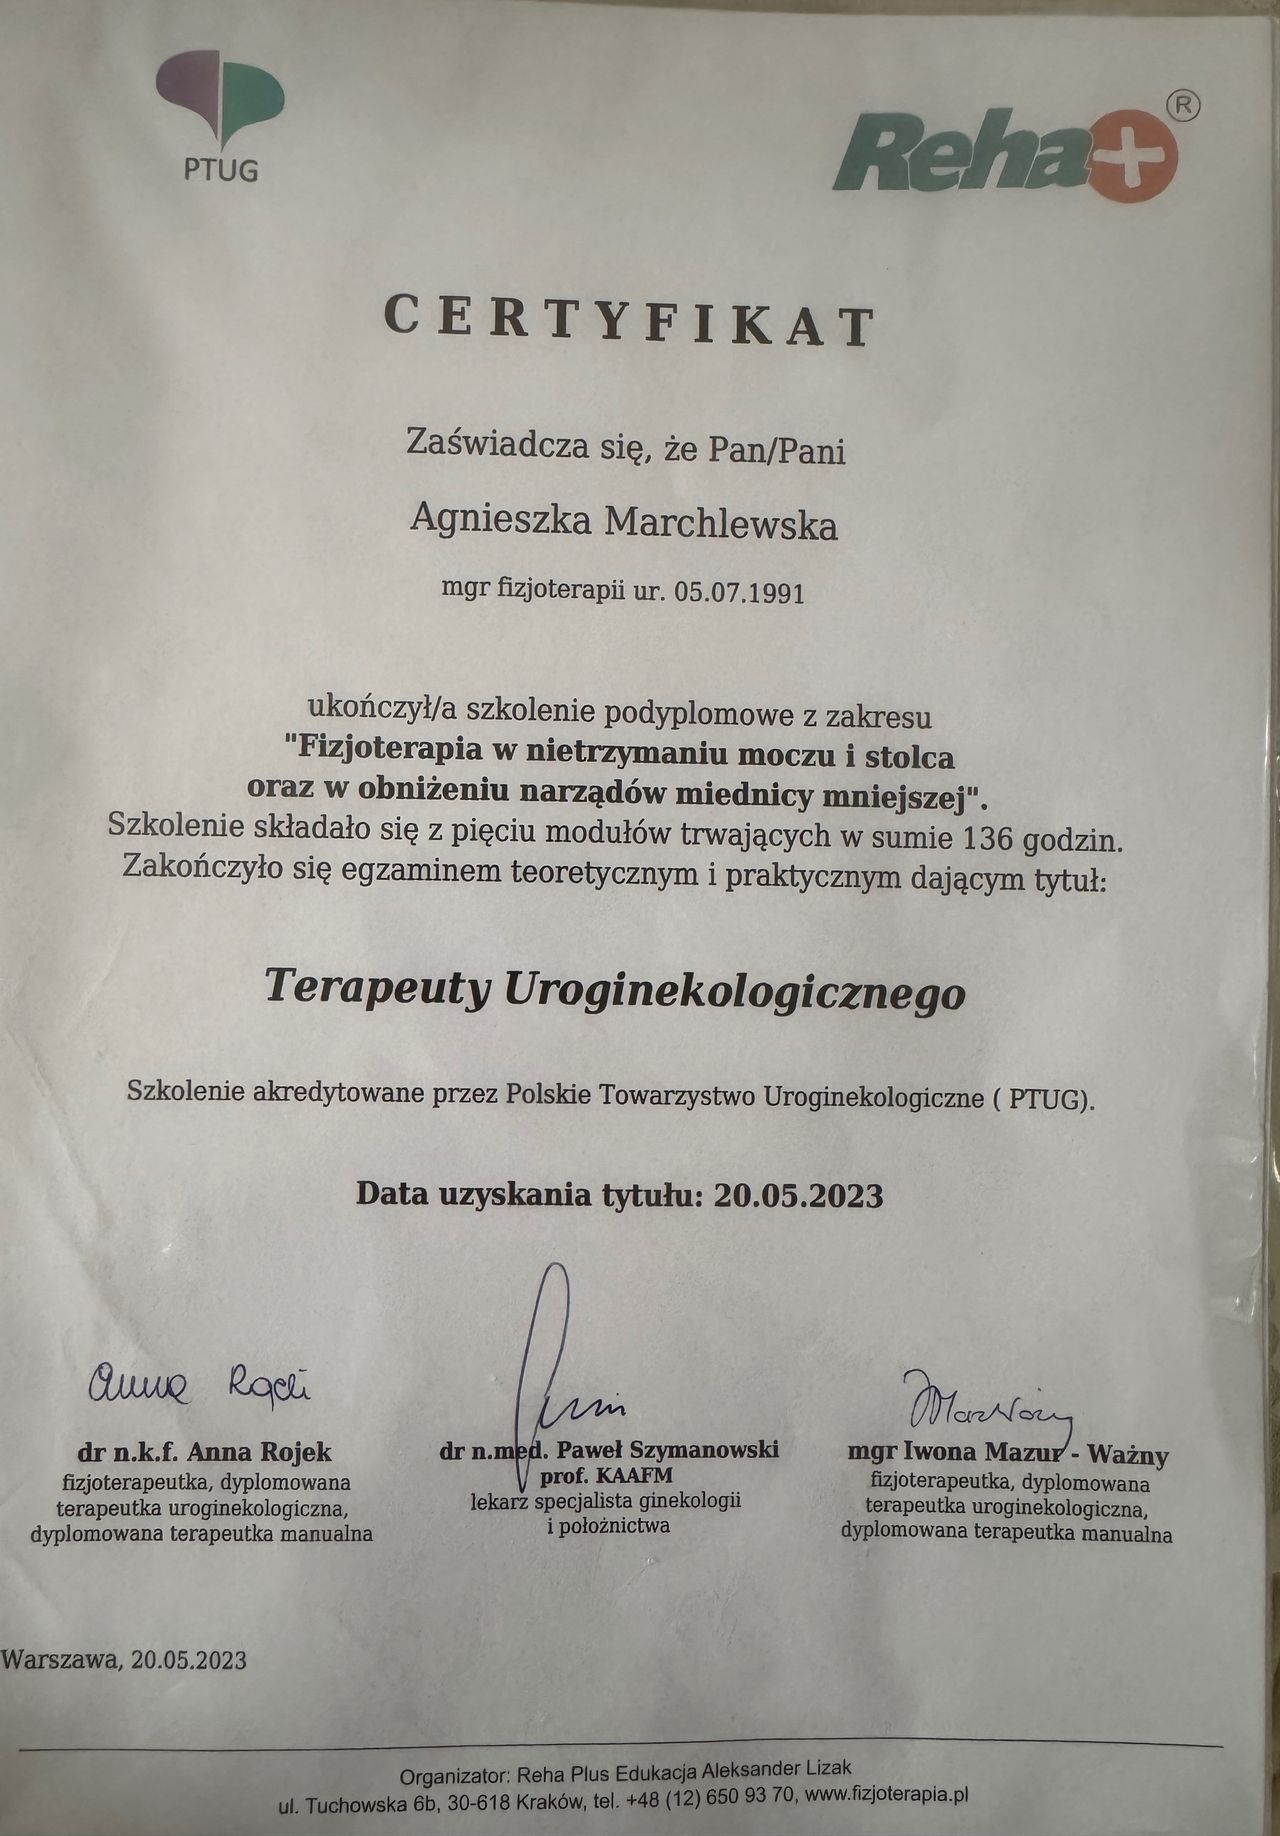 PTUG
Reha+®
CERTYFIKAT
Zaświadcza się, że Pan/Pani
Agnieszka Marchlewska
mgr fizjoterapii ur. 05.07.1991
ukończył/a szkolenie podyplomowe z zakresu
"Fizjoterapia w nietrzymaniu moczu i stolca
oraz w obniżeniu narządów miednicy mniejszej".
Szkolenie składało się z pięciu modułów trwających w sumie 136 godzin.
Zakończyło się egzaminem teoretycznym i praktycznym dającym tytuł:
Terapeuty Uroginekologicznego
Szkolenie akredytowane przez Polskie Towarzystwo Uroginekologiczne ( PTUG).
Data uzyskania tytułu: 20.05.2023
Anna
dr n.k.f. Anna Rojek
fizjoterapeutka, dyplomowana
terapeutka uroginekologiczna,
dyplomowana terapeutka manualna
dr n.med. Paweł Szymanowski
prof. KAAFM
lekarz specjalista ginekologii
i położnictwa
mgr Iwona Mazur - Ważny
fizjoterapeutka, dyplomowana
terapeutka uroginekologiczna,
dyplomowana terapeutka manualna
Warszawa, 20.05.2023
Organizator: Reha Plus Edukacja Aleksander Lizak
ul. Tuchowska 6b, 30-618 Kraków, tel. +48 (12) 650 93 70, www.fizjoterapia.pl